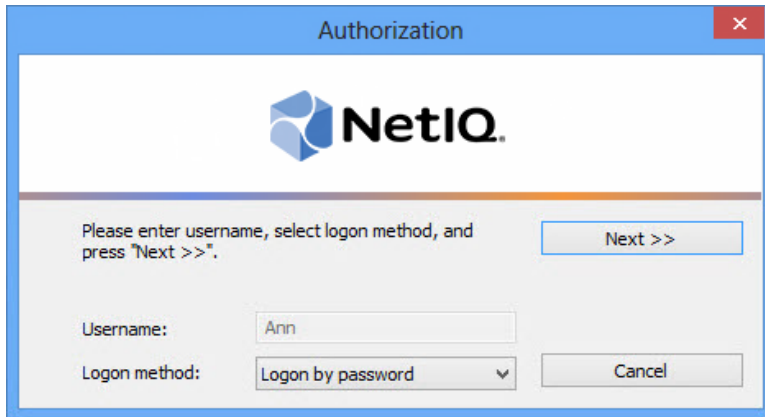 Authorization
NetIQ.
Please enter username, select logon method, and
press "Next >>".
Next >>
Username:
Ann
Logon method:
Logon by password
Cancel